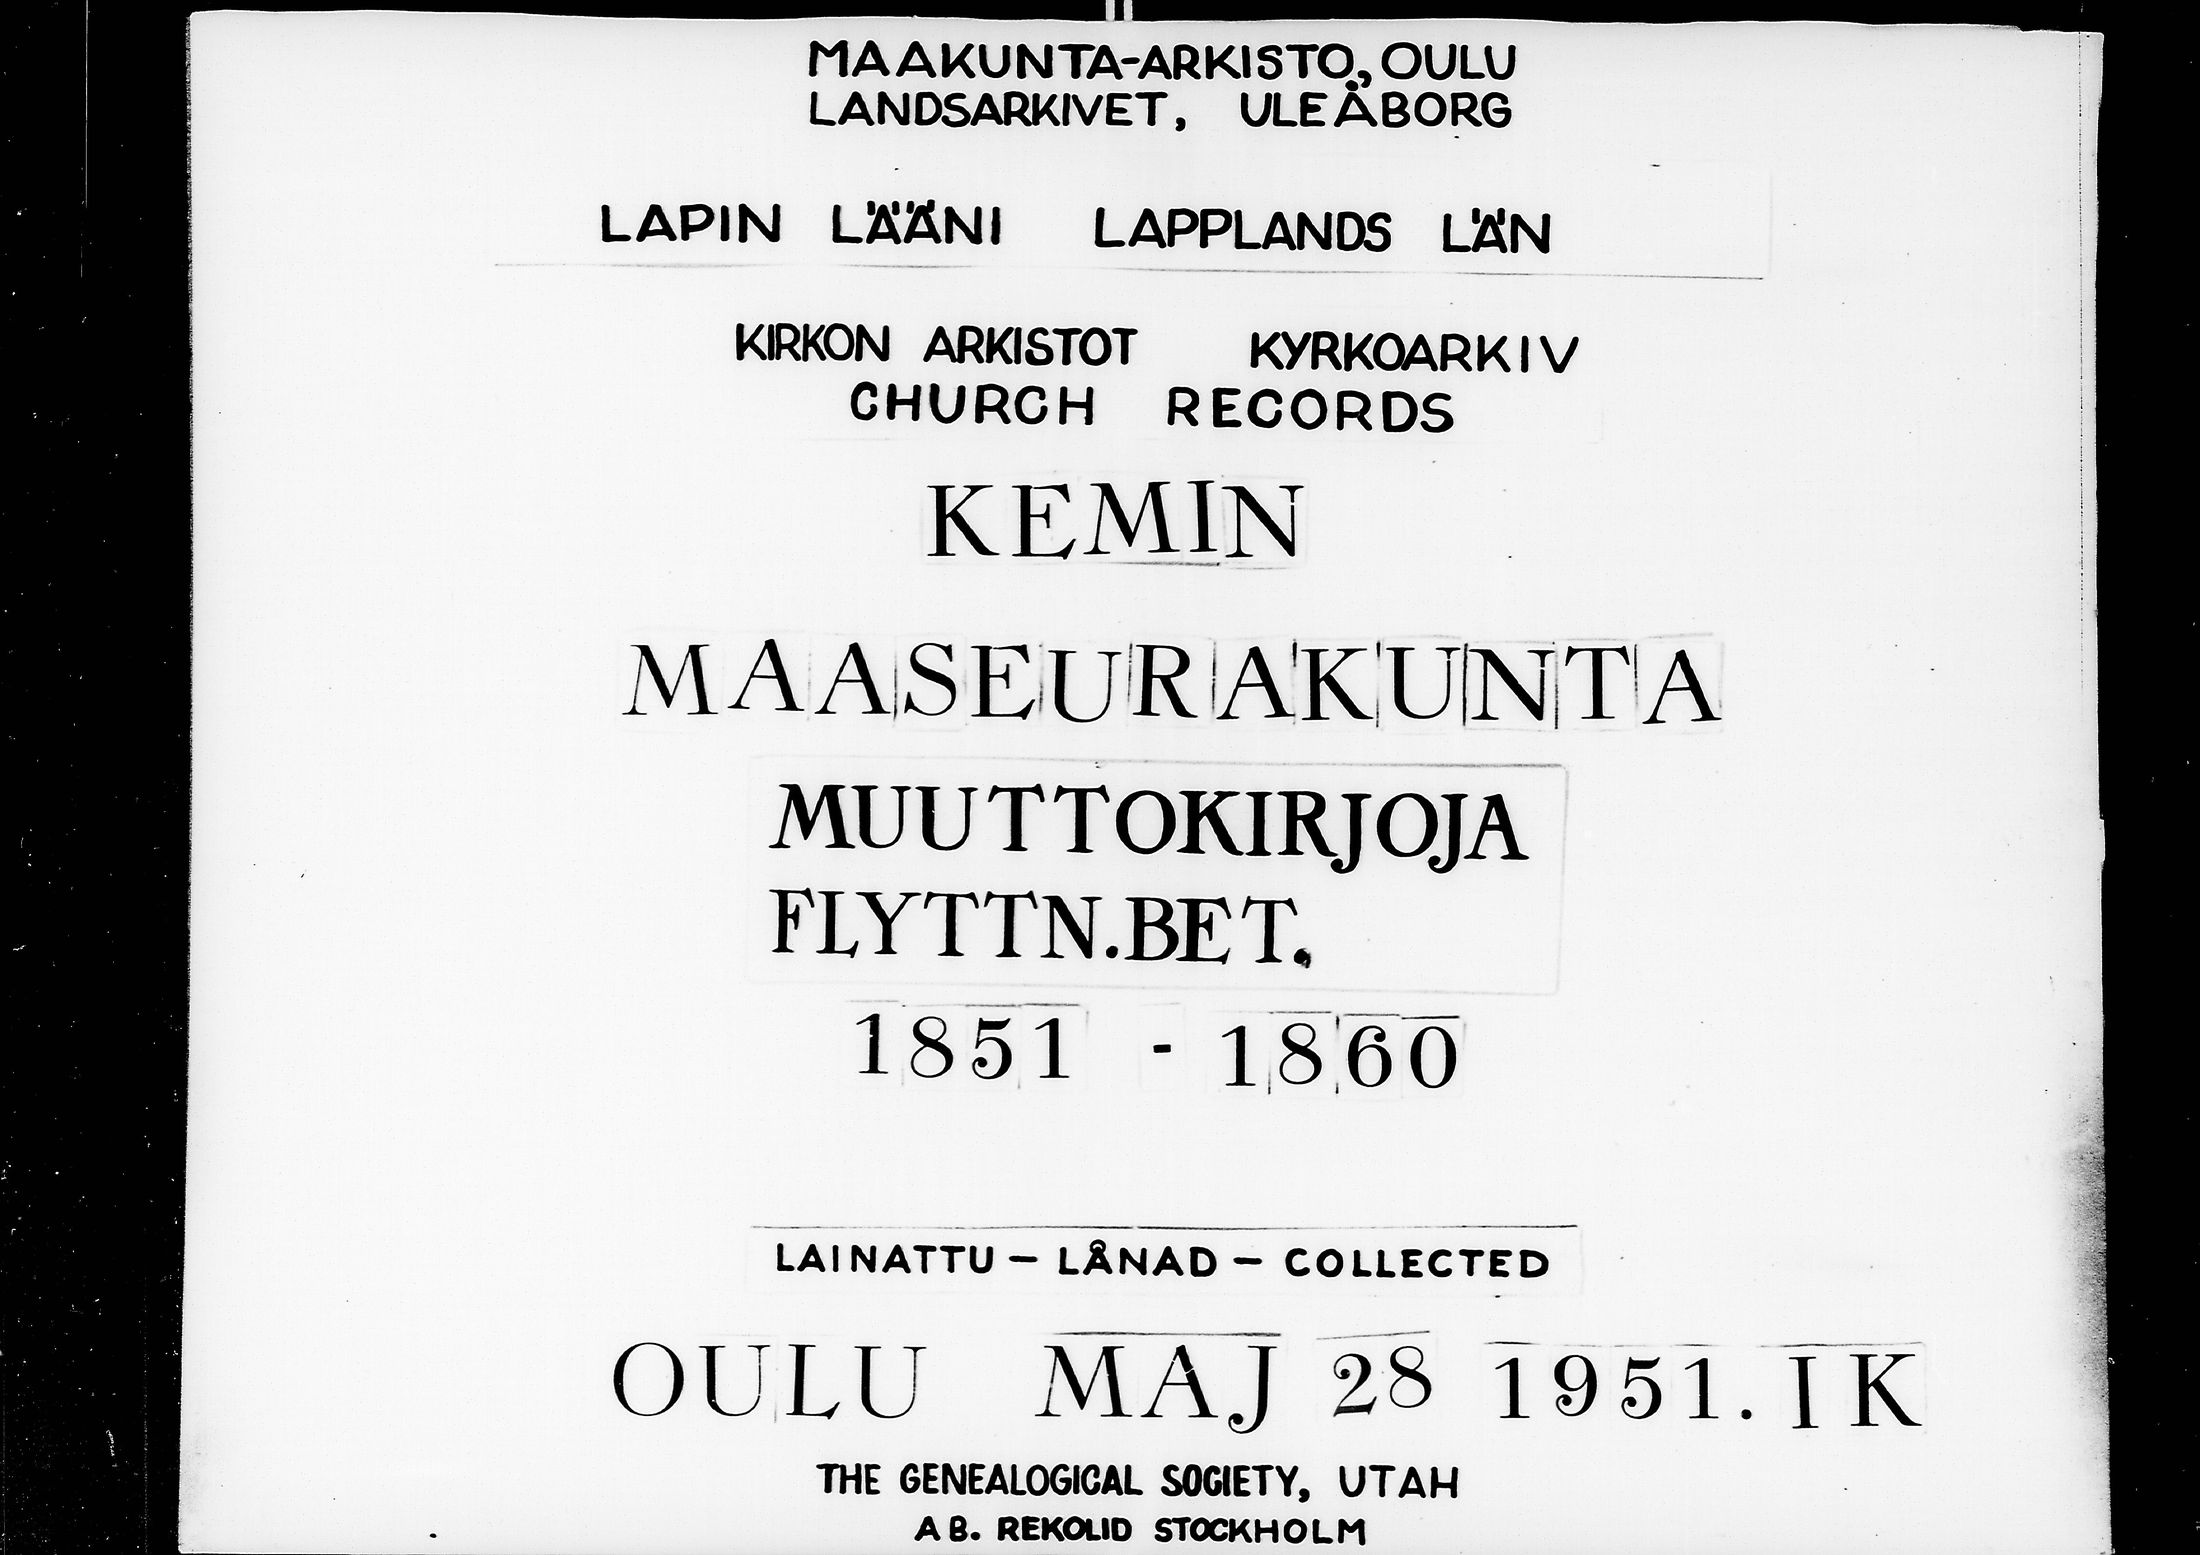 MAAKUNTA-ARKISTO, OULU
LANDSARKIVET, ULEÅBORG
LAPIN LÄÄNI LAPPLANDS LÄN
KIRKON ARKISTOT KYRKOARKIV
CHURCH RECORDS
KEMIN
MAASEURAKUNTA
MUUTTOKIRJOJA
FLYTTN.BET.
1851 - 1860
LAINATTU – LÅNAD – COLLECTED
OULU MAJ 28 1951. IK
THE GENEALOGICAL SOCIETY, UTAH
AB. REKOLID STOCKHOLM